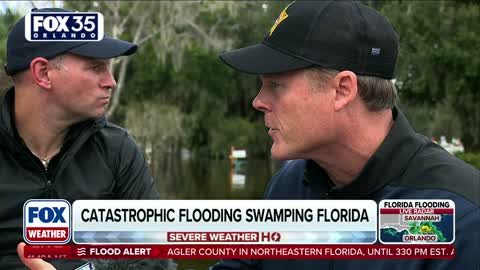 FOX 35
ORLANDO
FLORIDA FLOODING
LIVE RADAR
SAVANNAH
ORLANDO
FOX
WEATHER
CATASTROPHIC FLOODING SWAMPING FLORIDA
SEVERE WEATHER HQ
FLOOD ALERT
AGLER COUNTY IN NORTHEASTERN FLORIDA, UNTIL 330 PM EST. A